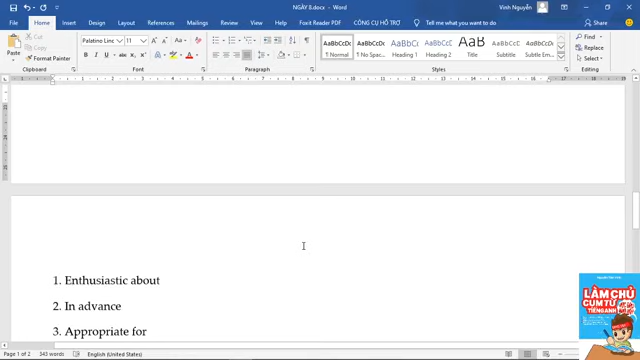 NGÀY 8.docx - Word
Vinh Nguyễn
File Home Insert Design Layout References Mailings Review View Foxit Reader PDF CÔNG CỤ HỖ TRỢ Tell me what you want to do Share
Cut
Copy
Format Painter
Paste
Clipboard
Palatino Linc 11
Font
Paragraph
AaBbCcDc AaBbCcDc AaBbCc AaBbCcC AaB AaBbCcD
¶ Normal ¶ No Spac... Heading 1 Heading 2 Title Subtitle Subtle Em...
Styles
Find
Replace
Select
Editing
1. Enthusiastic about
2. In advance
3. Appropriate for
LÀM CHỦ
CỤM TỪ
TIẾNG ANH
Page 1 of 2 343 words English (United States)